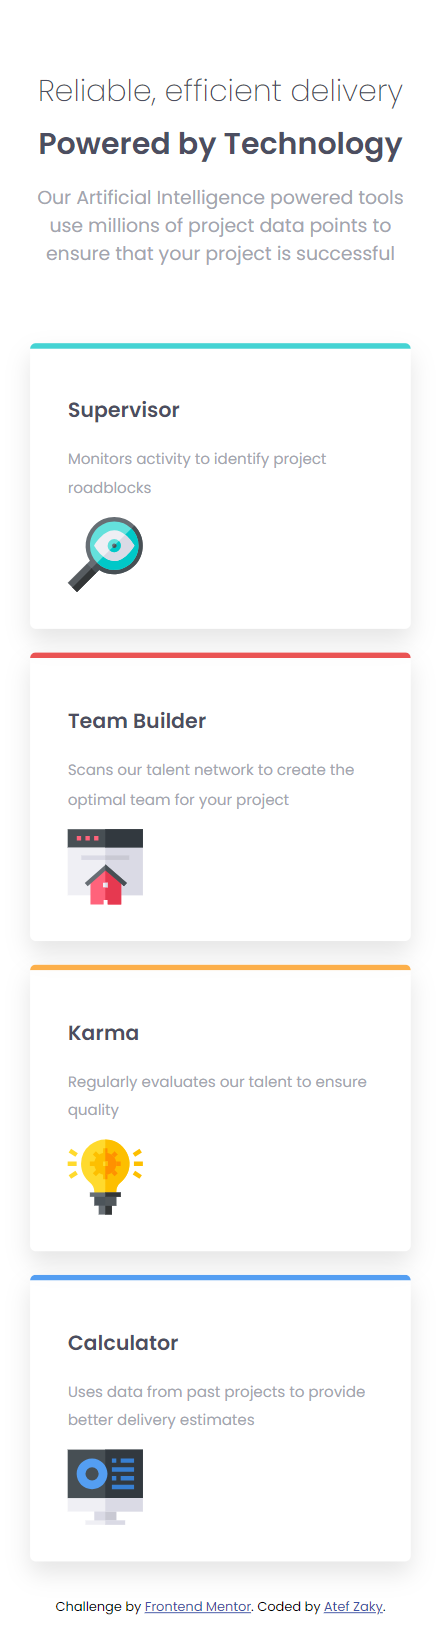 Reliable, efficient delivery
Powered by Technology
Our Artificial Intelligence powered tools
use millions of project data points to
ensure that your project is successful
Supervisor
Monitors activity to identify project
roadblocks
Team Builder
Scans our talent network to create the
optimal team for your project
Karma
Regularly evaluates our talent to ensure
quality
Calculator
Uses data from past projects to provide
better delivery estimates
Challenge by Frontend Mentor. Coded by Atef Zaky.